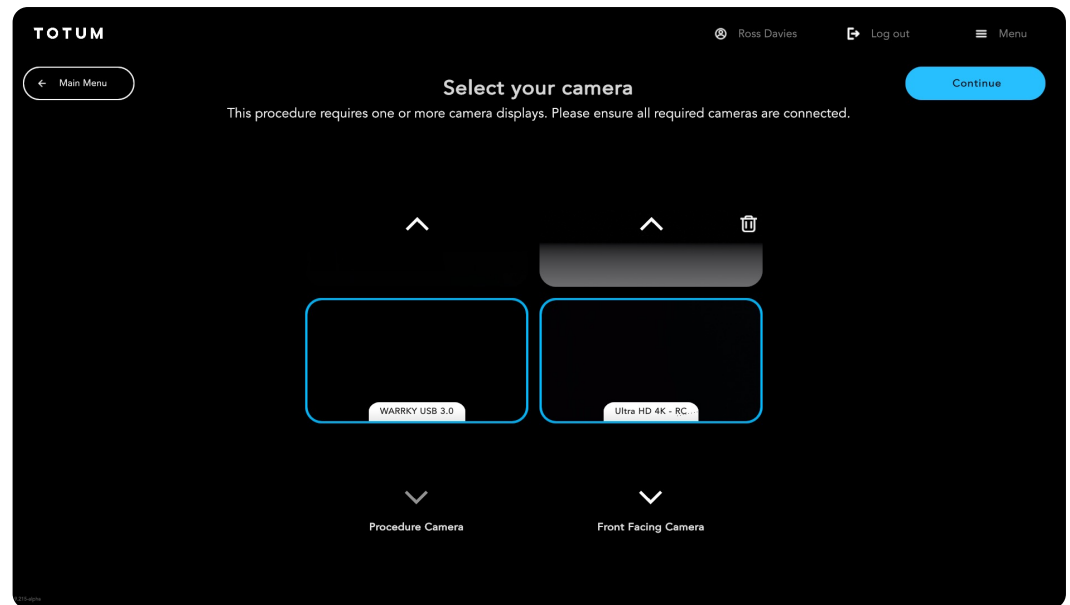 TOTUM
Ross Davies
Log out
Menu
Main Menu
Select your camera
Continue
This procedure requires one or more camera displays. Please ensure all required cameras are connected.
WARRKY USB 3.0
Ultra HD 4K - RC...
Procedure Camera
Front Facing Camera